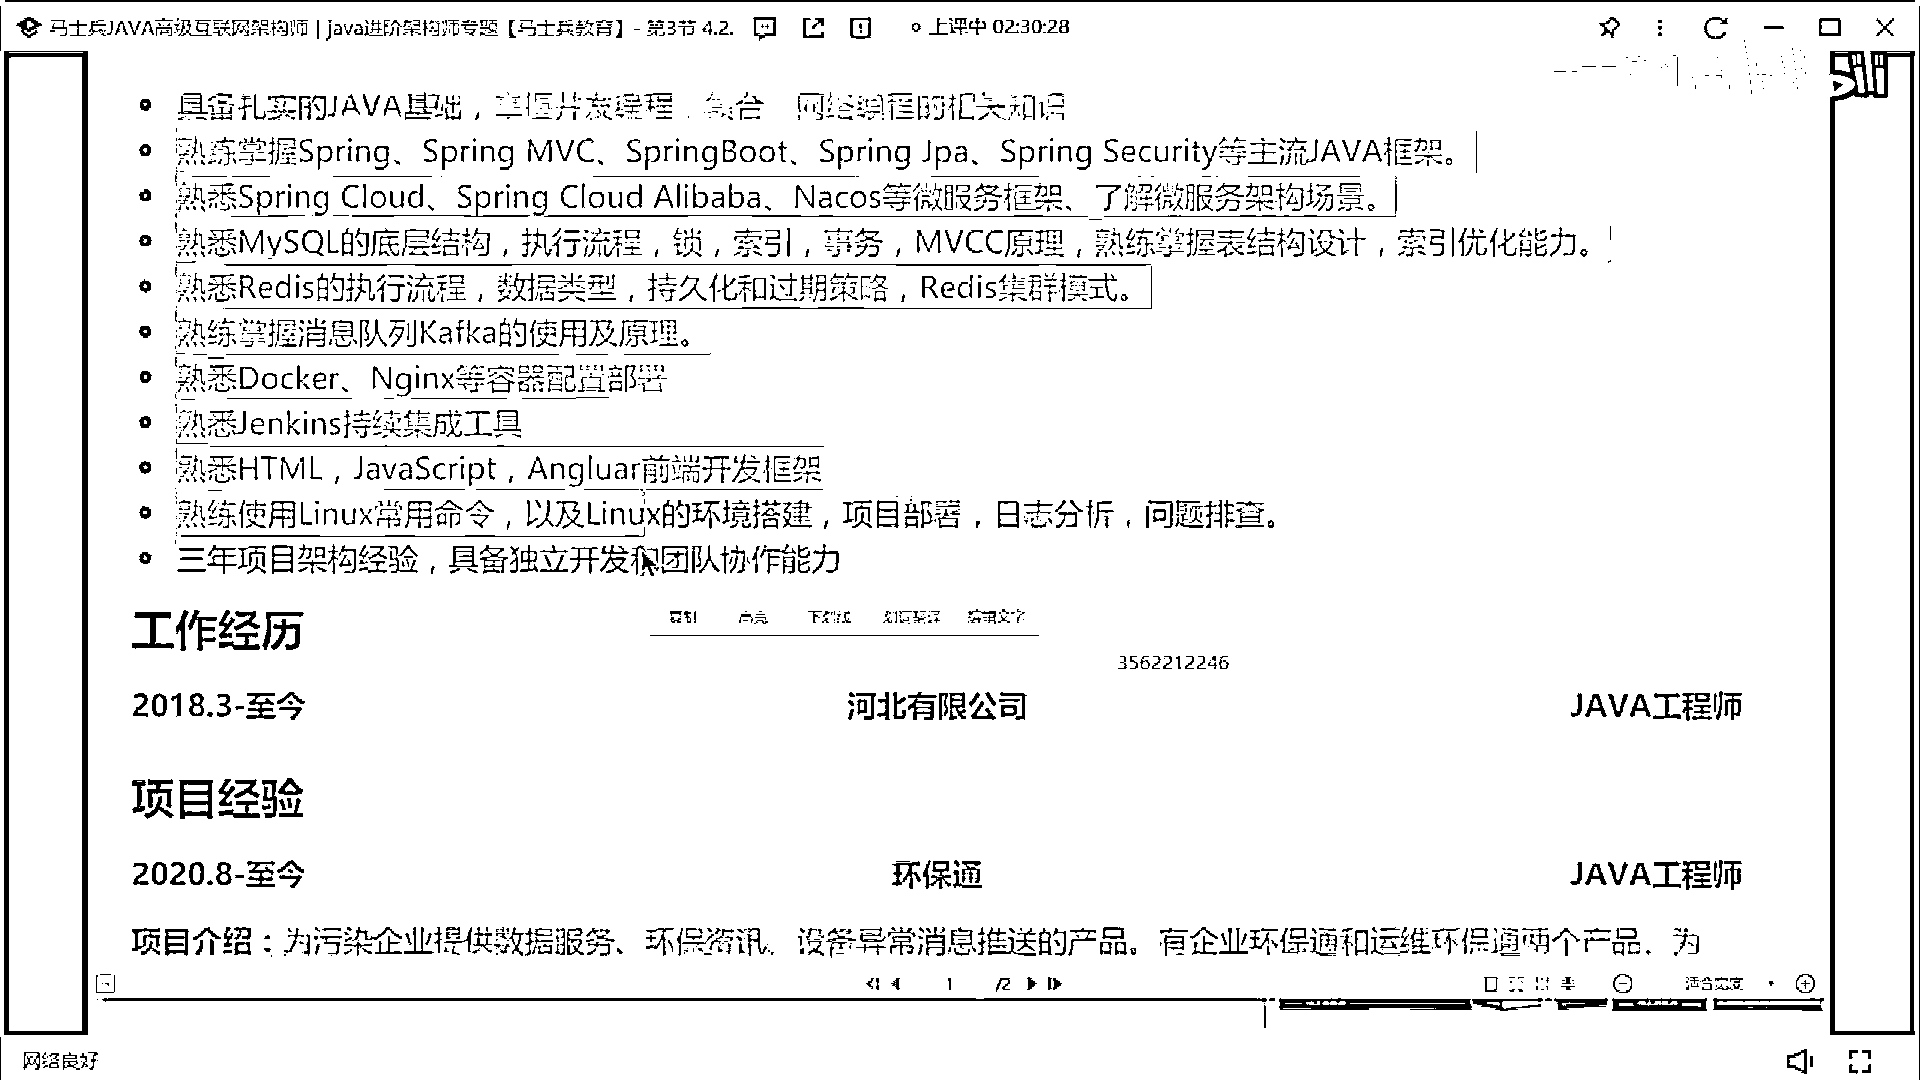 马士兵JAVA高级互联网架构师 | java进阶架构师专题【马士兵教育】- 第3节 4.2.
上课中 02:30:28
具备扎实的JAVA基础，掌握并发编程，集合 网络编程的相关知识
熟练掌握Spring、Spring MVC、SpringBoot、Spring Jpa、Spring Security等主流JAVA框架。
熟悉Spring Cloud、Spring Cloud Alibaba、Nacos等微服务框架、了解微服务架构场景。
熟悉MySQL的底层结构，执行流程，锁，索引，事务，MVCC原理，熟练掌握表结构设计，索引优化能力。
熟悉Redis的执行流程，数据类型，持久化和过期策略，Redis集群模式。
熟练掌握消息队列Kafka的使用及原理。
熟悉Docker、Nginx等容器配置部署
熟悉Jenkins持续集成工具
熟悉HTML，JavaScript，Angluar前端开发框架
熟练使用Linux常用命令，以及Linux的环境搭建，项目部署，日志分析，问题排查。
三年项目架构经验，具备独立开发和团队协作能力
工作经历
3562212246
2018.3-至今 河北有限公司 JAVA工程师
项目经验
2020.8-至今 环保通 JAVA工程师
项目介绍：为污染企业提供数据服务、环保资讯、设备异常消息推送的产品。有企业环保通和运维环保通两个产品，为
1 /2 适合宽度
网络良好